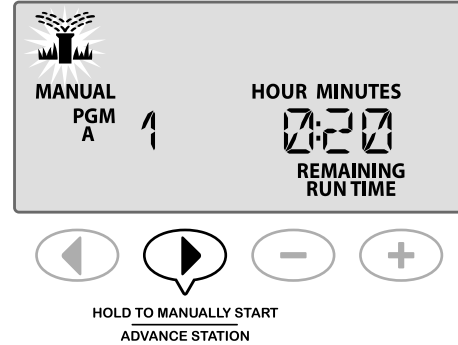 MANUAL
HOUR MINUTES
PGM
A
1
0:20
REMAINING
RUN TIME
HOLD TO MANUALLY START
ADVANCE STATION